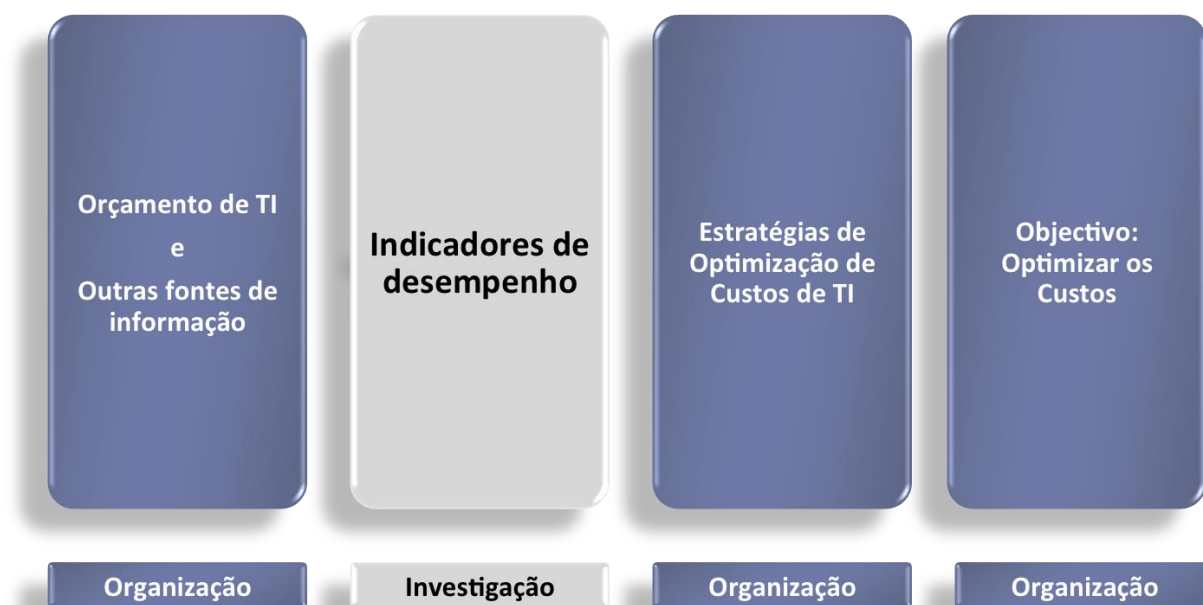 Orçamento de TI
e
Outras fontes de
informação
Indicadores de
desempenho
Estratégias de
Optimização de
Custos de TI
Objectivo:
Optimizar os
Custos
Organização
Investigação
Organização
Organização